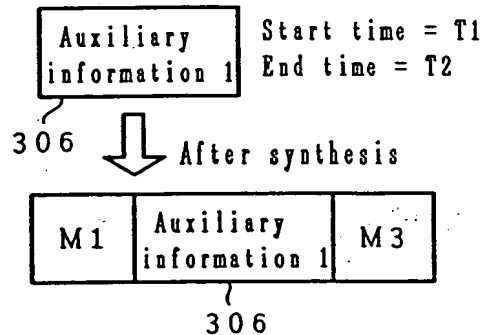 Auxiliary
information 1
Start time = T1
End time = T2
306
After synthesis
M1
Auxiliary
information 1
M3
306